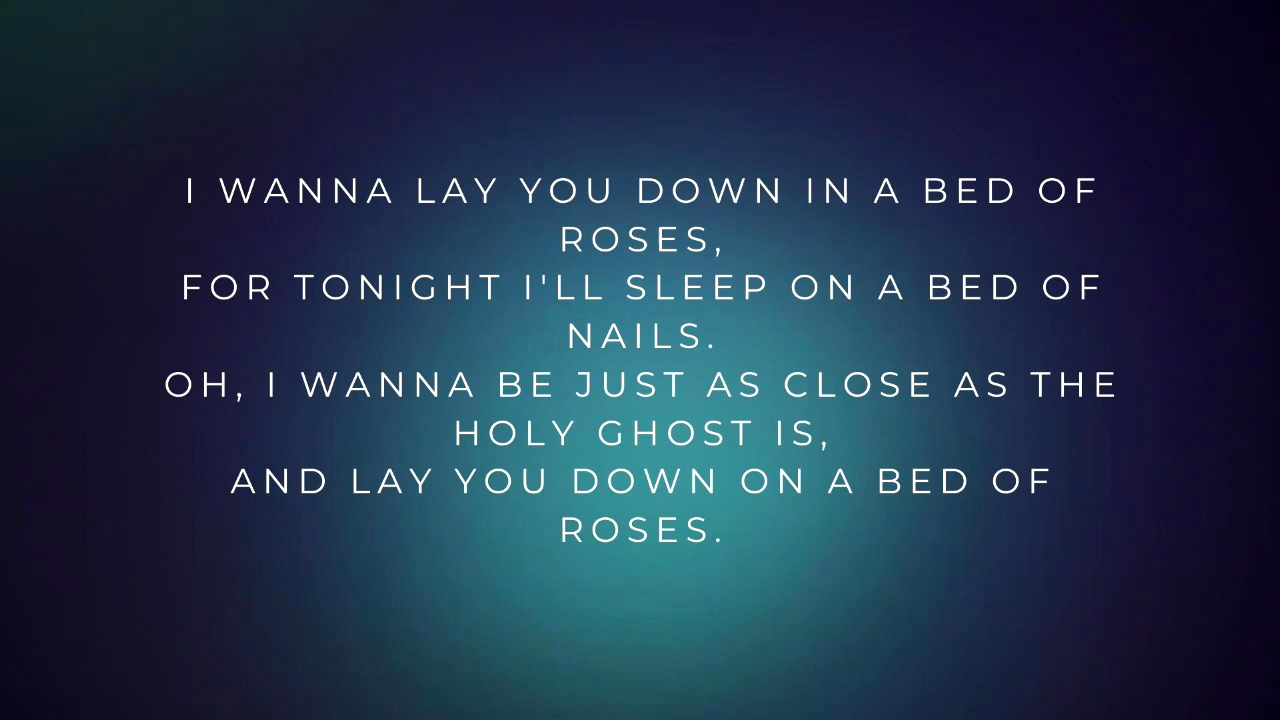 I WANNA LAY YOU DOWN IN A BED OF
ROSES,
FOR TONIGHT I'LL SLEEP ON A BED OF
NAILS.
OH, I WANNA BE JUST AS CLOSE AS THE
HOLY GHOST IS,
AND LAY YOU DOWN ON A BED OF
ROSES.